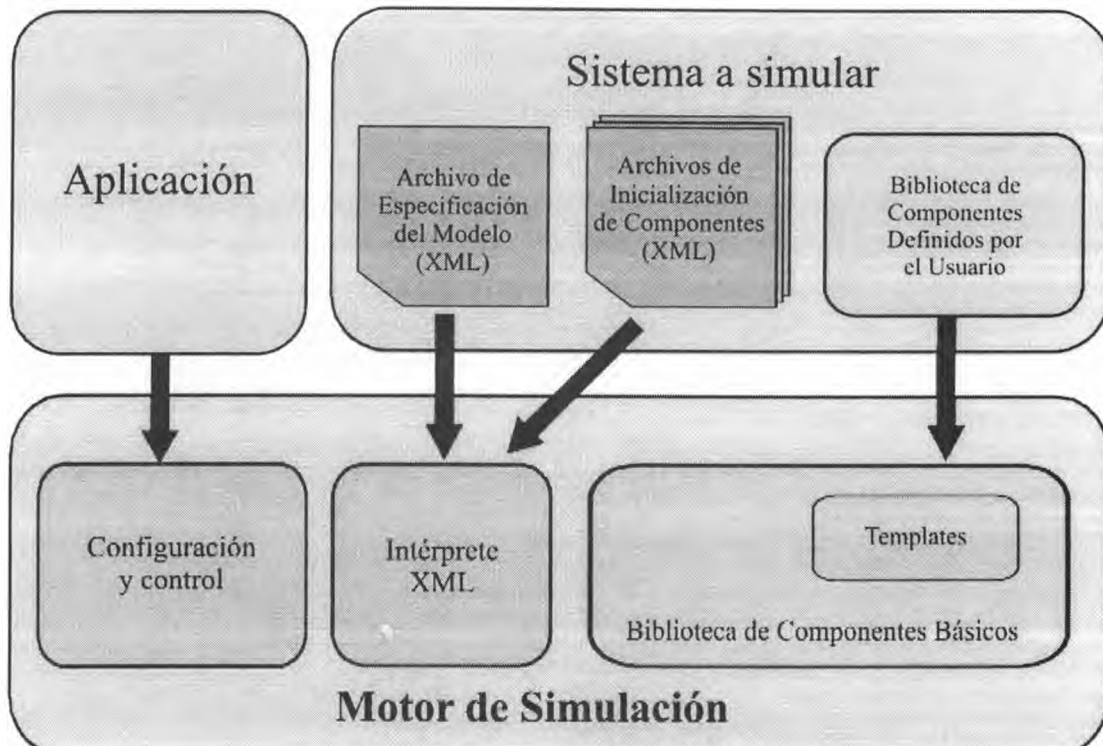 Aplicación
Sistema a simular
Archivo de
Especificación
del Modelo
(XML)
Archivos de
Inicialización
de Componentes
(XML)
Biblioteca de
Componentes
Definidos por
el Usuario
Configuración
y control
Intérprete
XML
Templates
Biblioteca de Componentes Básicos
Motor de Simulación